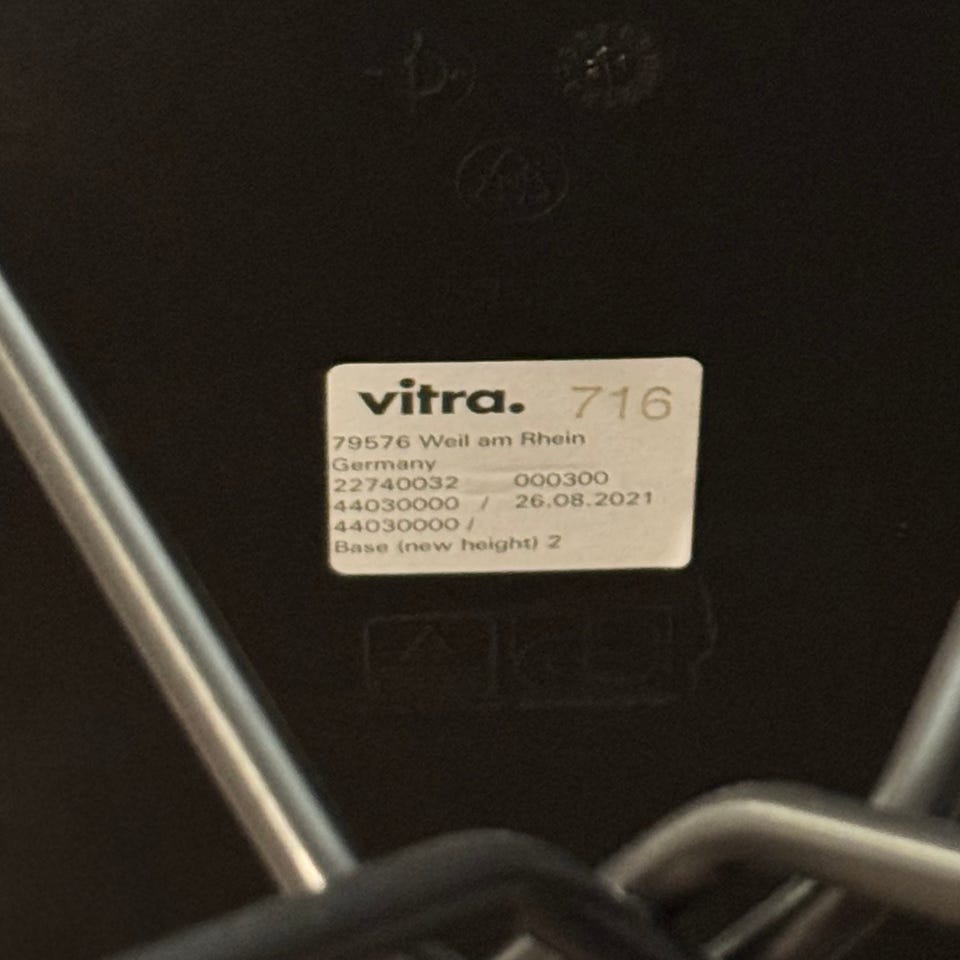 vitra. 716
79576 Weil am Rhein
Germany
22740032 000300
44030000 / 26.08.2021
44030000 /
Base (new height) 2